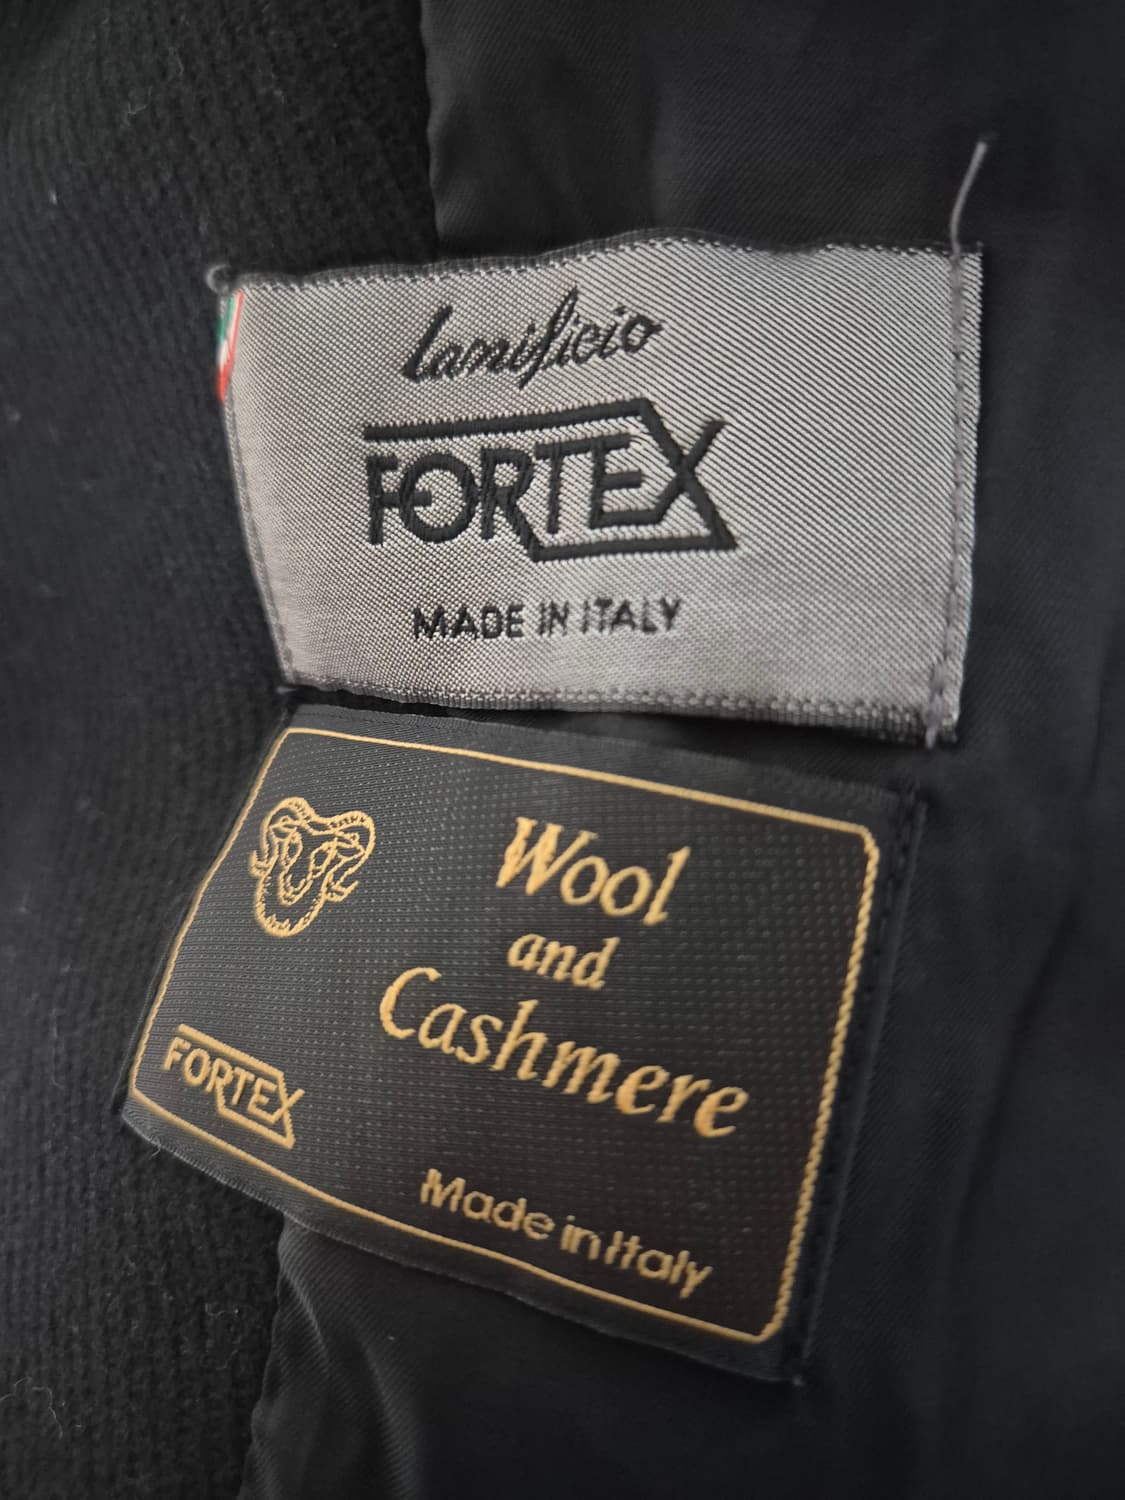 lanificio
FORTEX
MADE IN ITALY
Wool
and
Cashmere
FORTEX
Made in Italy